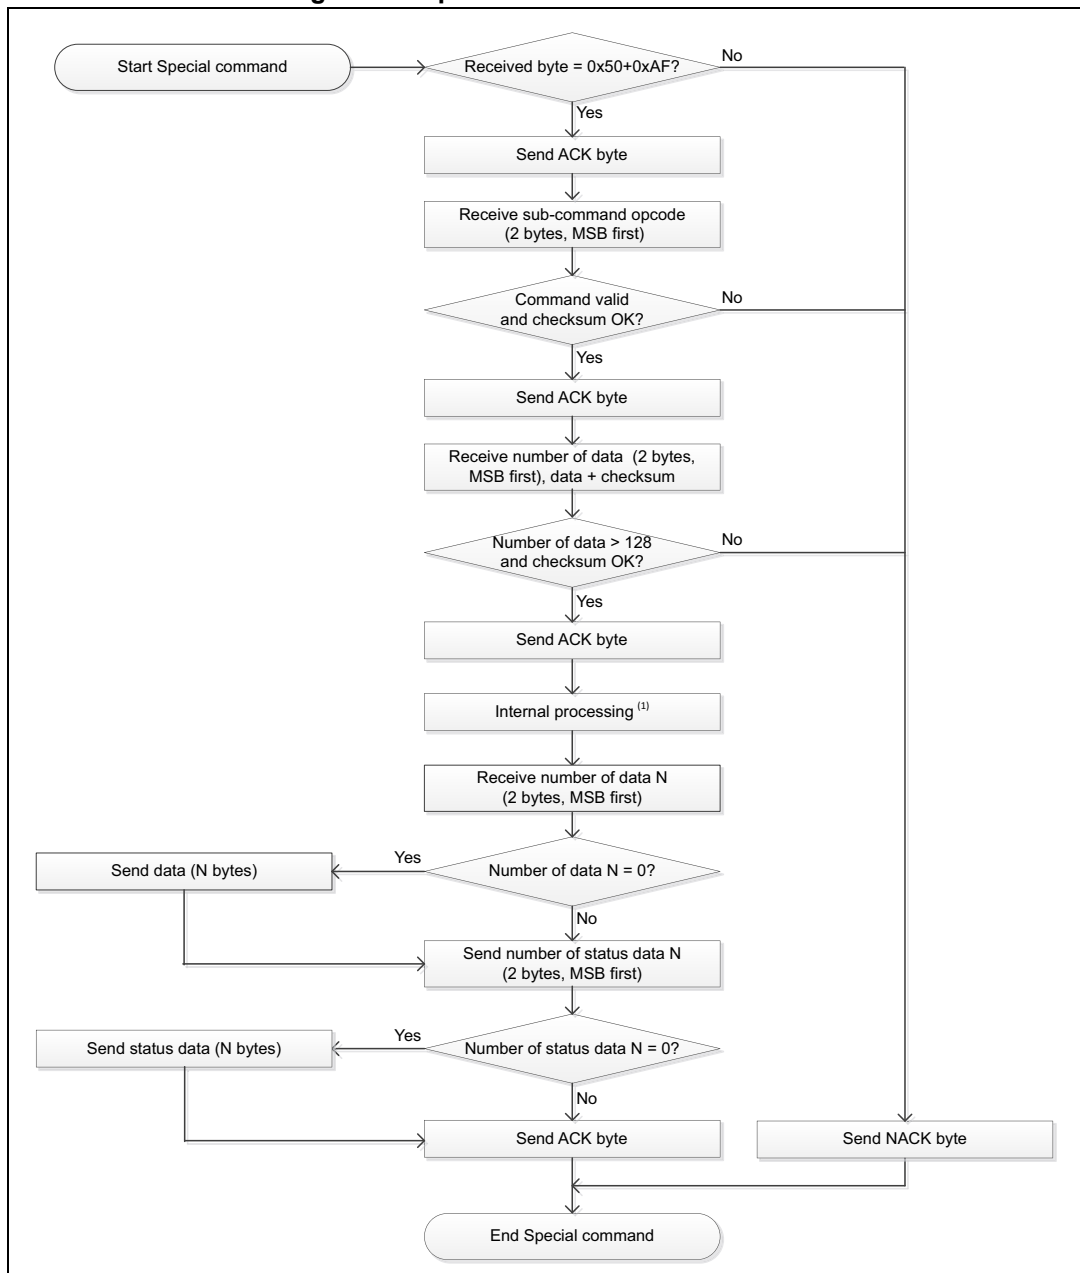 Start Special command
Received byte = 0x50+0xAF?
No
Yes
Send ACK byte
Receive sub-command opcode
(2 bytes, MSB first)
Command valid
and checksum OK?
No
Yes
Send ACK byte
Receive number of data (2 bytes,
MSB first), data + checksum
Number of data > 128
and checksum OK?
No
Yes
Send ACK byte
Internal processing (1)
Receive number of data N
(2 bytes, MSB first)
Number of data N = 0?
Yes
Send data (N bytes)
No
Send number of status data N
(2 bytes, MSB first)
Number of status data N = 0?
Yes
Send status data (N bytes)
No
Send ACK byte
Send NACK byte
End Special command